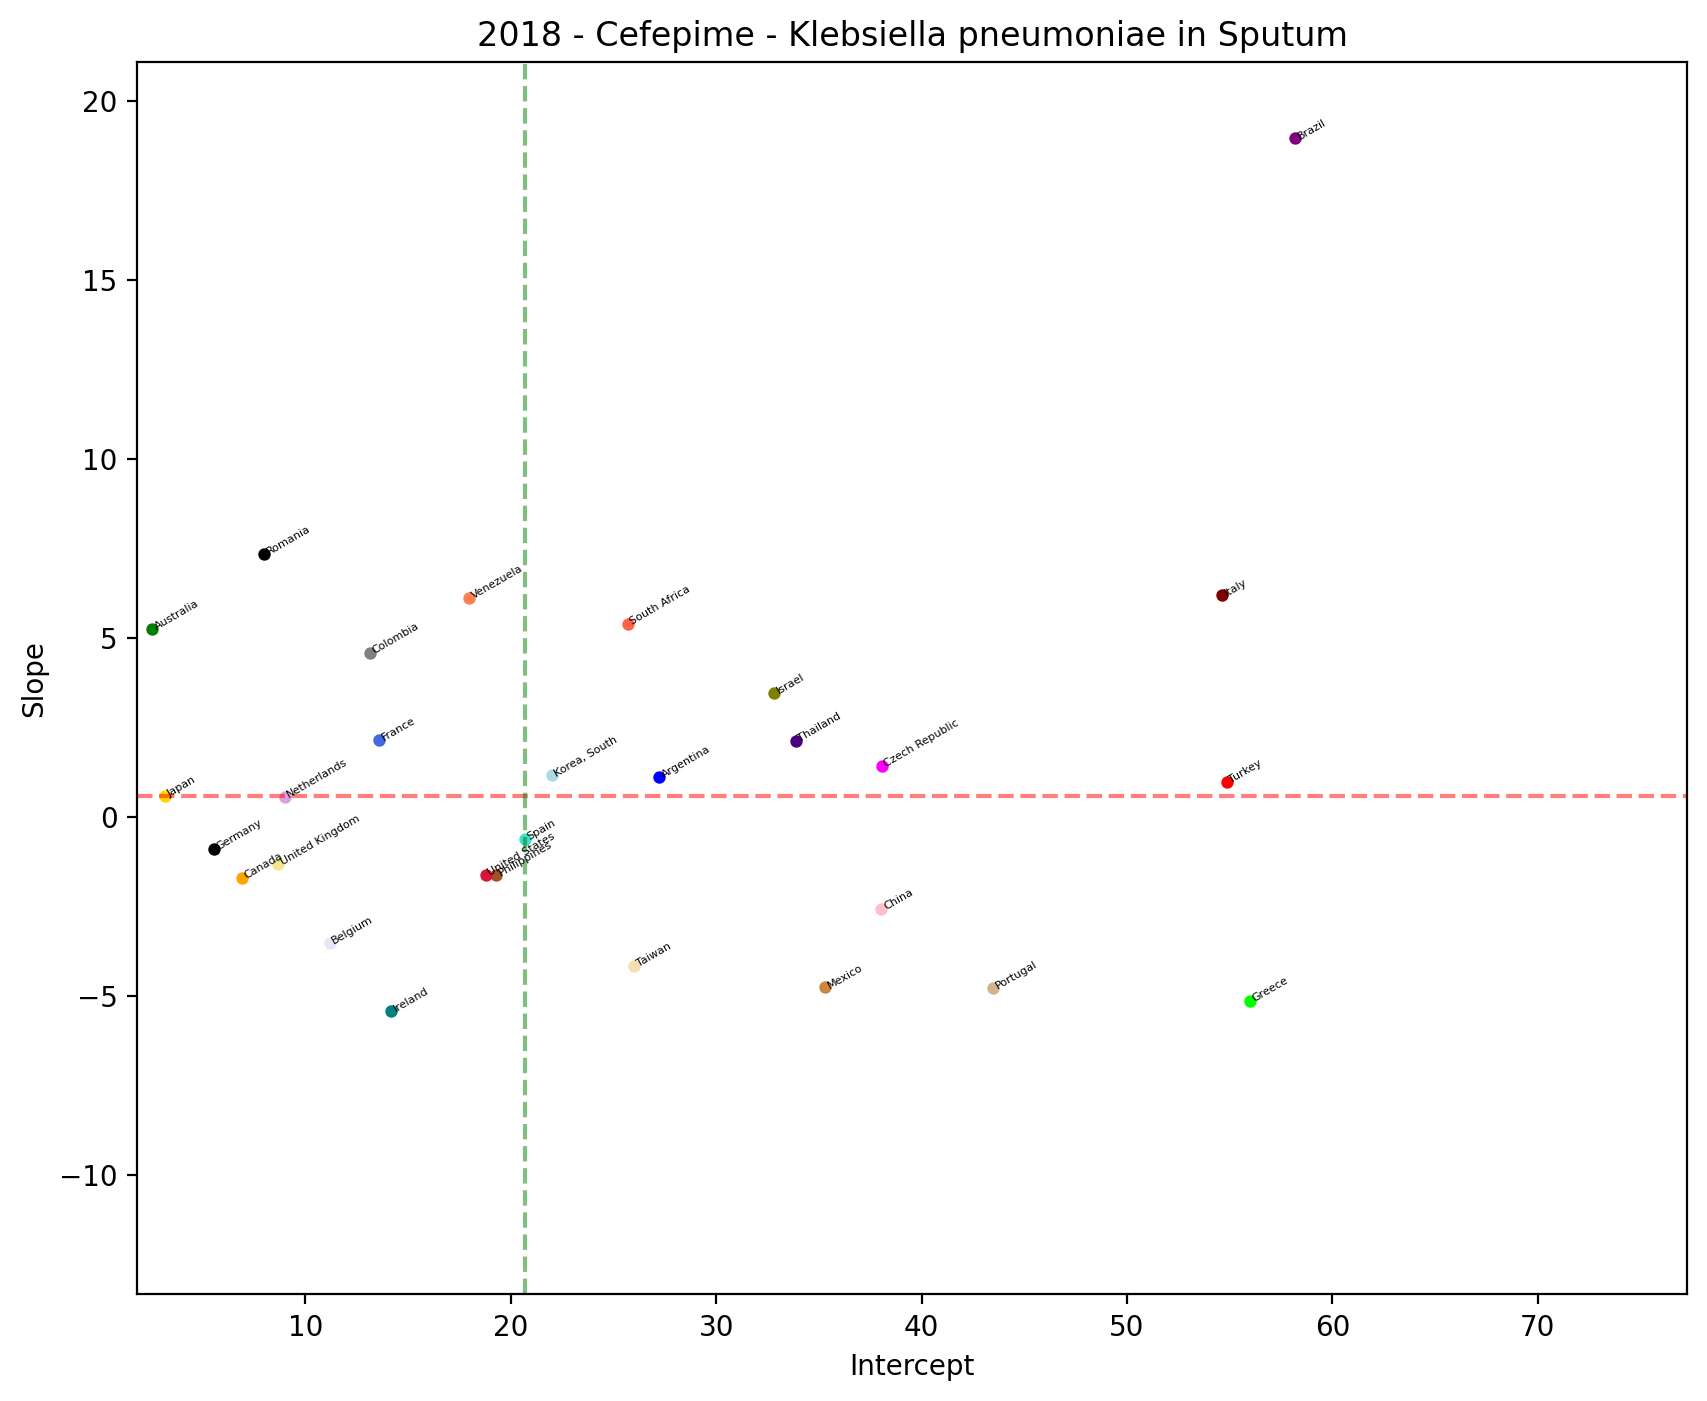 2018 - Cefepime - Klebsiella pneumoniae in Sputum
20
15
10
5
0
−5
−10
Slope
Brazil
Romania
Venezuela
Italy
South Africa
Australia
Colombia
Israel
France
Thailand
Czech Republic
Korea, South
Argentina
Turkey
Japan
Netherlands
Spain
Germany
United Kingdom
Canada
United States
Philippines
China
Belgium
Taiwan
Mexico
Portugal
Greece
Ireland
10
20
30
40
50
60
70
Intercept